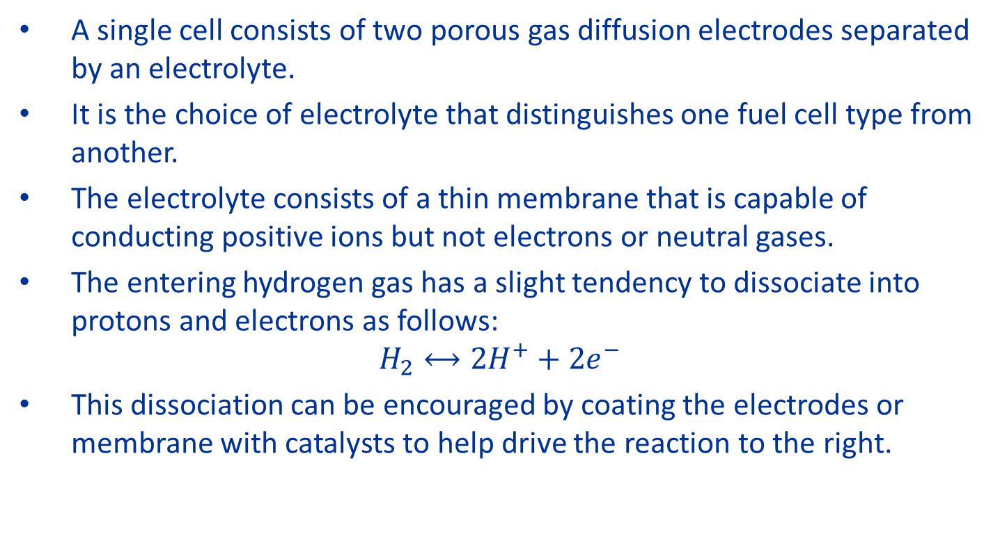 • A single cell consists of two porous gas diffusion electrodes separated
by an electrolyte.
• It is the choice of electrolyte that distinguishes one fuel cell type from
another.
• The electrolyte consists of a thin membrane that is capable of
conducting positive ions but not electrons or neutral gases.
• The entering hydrogen gas has a slight tendency to dissociate into
protons and electrons as follows:
H₂ ↔ 2H⁺ + 2e⁻
• This dissociation can be encouraged by coating the electrodes or
membrane with catalysts to help drive the reaction to the right.